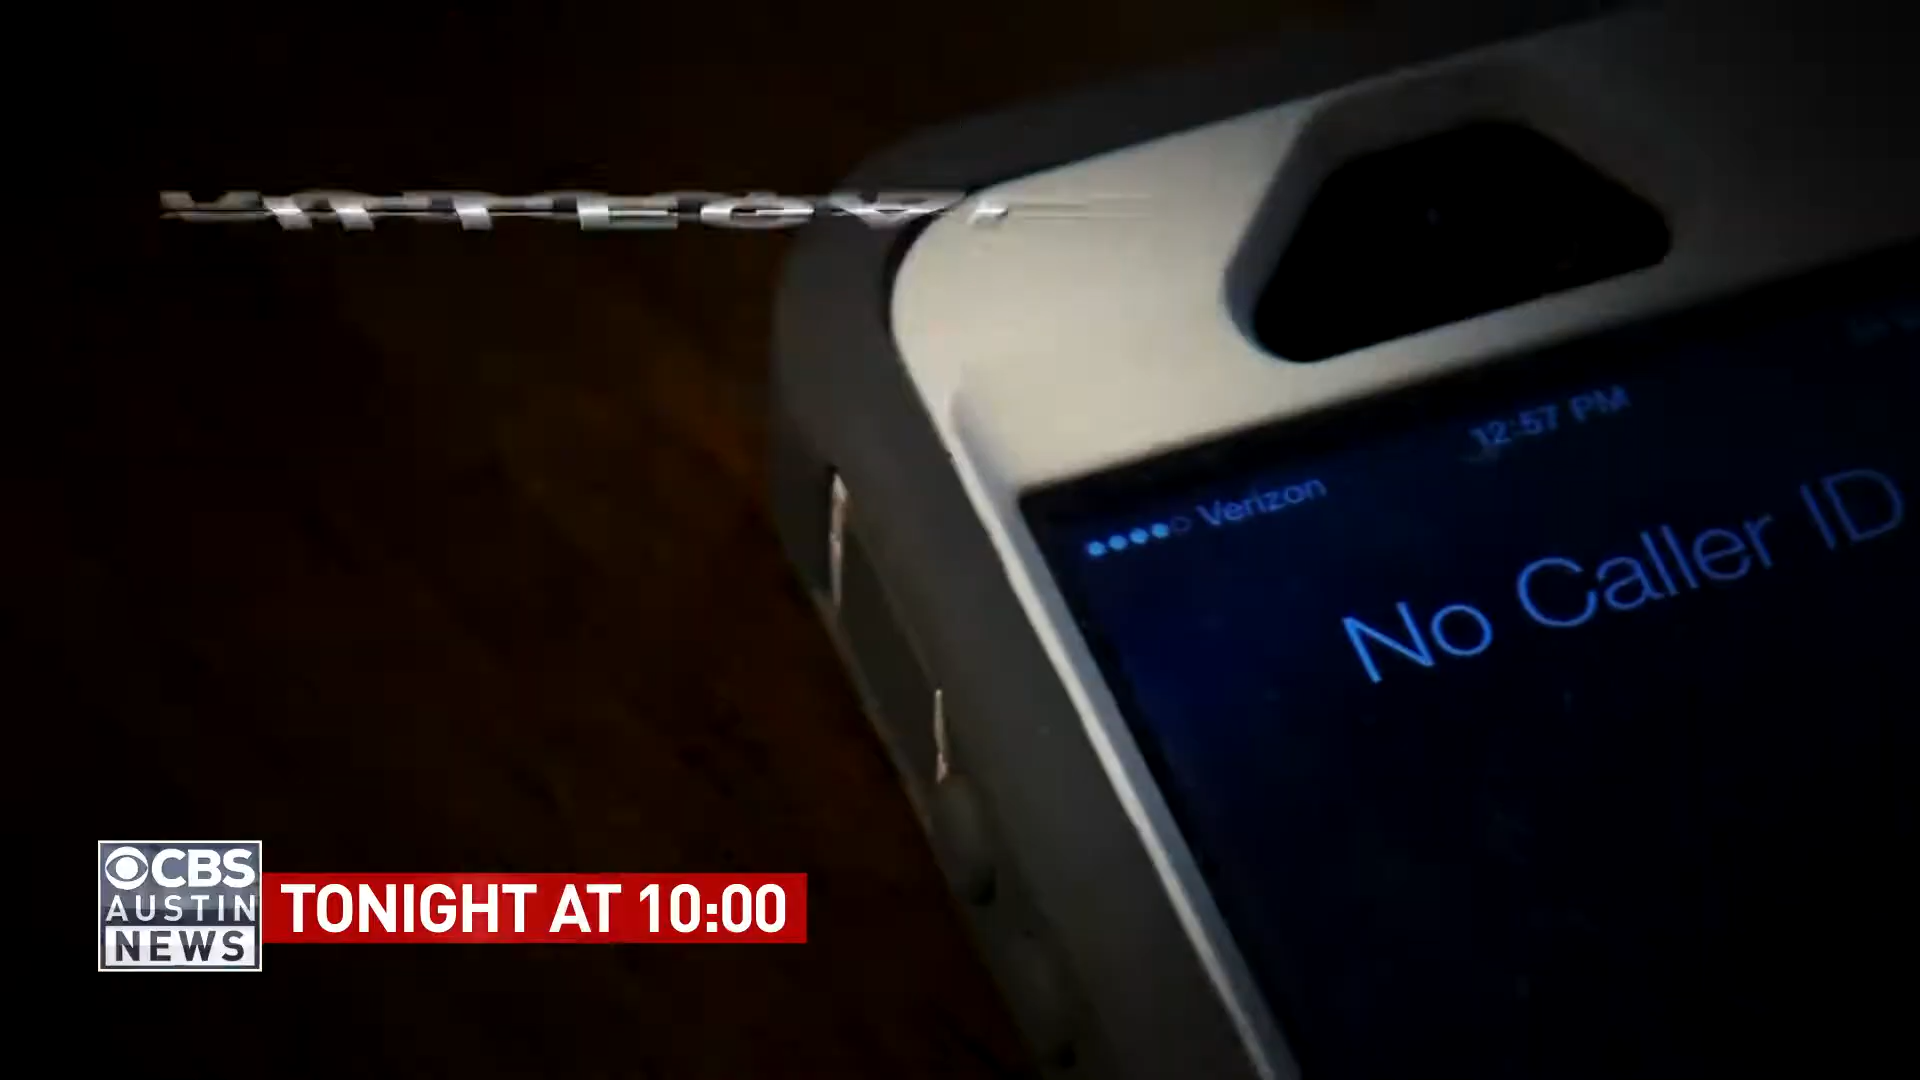 12:57 PM
Verizon
No Caller ID
CBS
AUSTIN
NEWS
TONIGHT AT 10:00